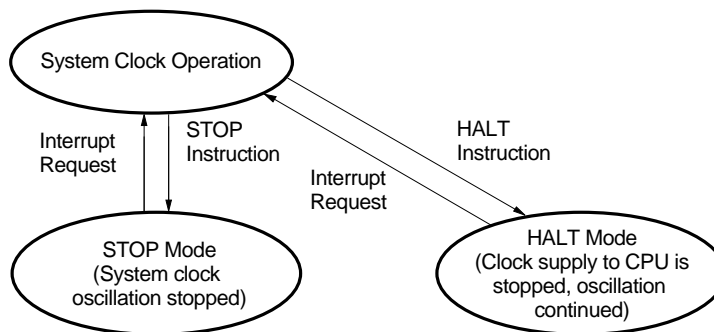 System Clock Operation
Interrupt
Request
STOP
Instruction
HALT
Instruction
Interrupt
Request
STOP Mode
(System clock
oscillation stopped)
HALT Mode
(Clock supply to CPU is
stopped, oscillation
continued)